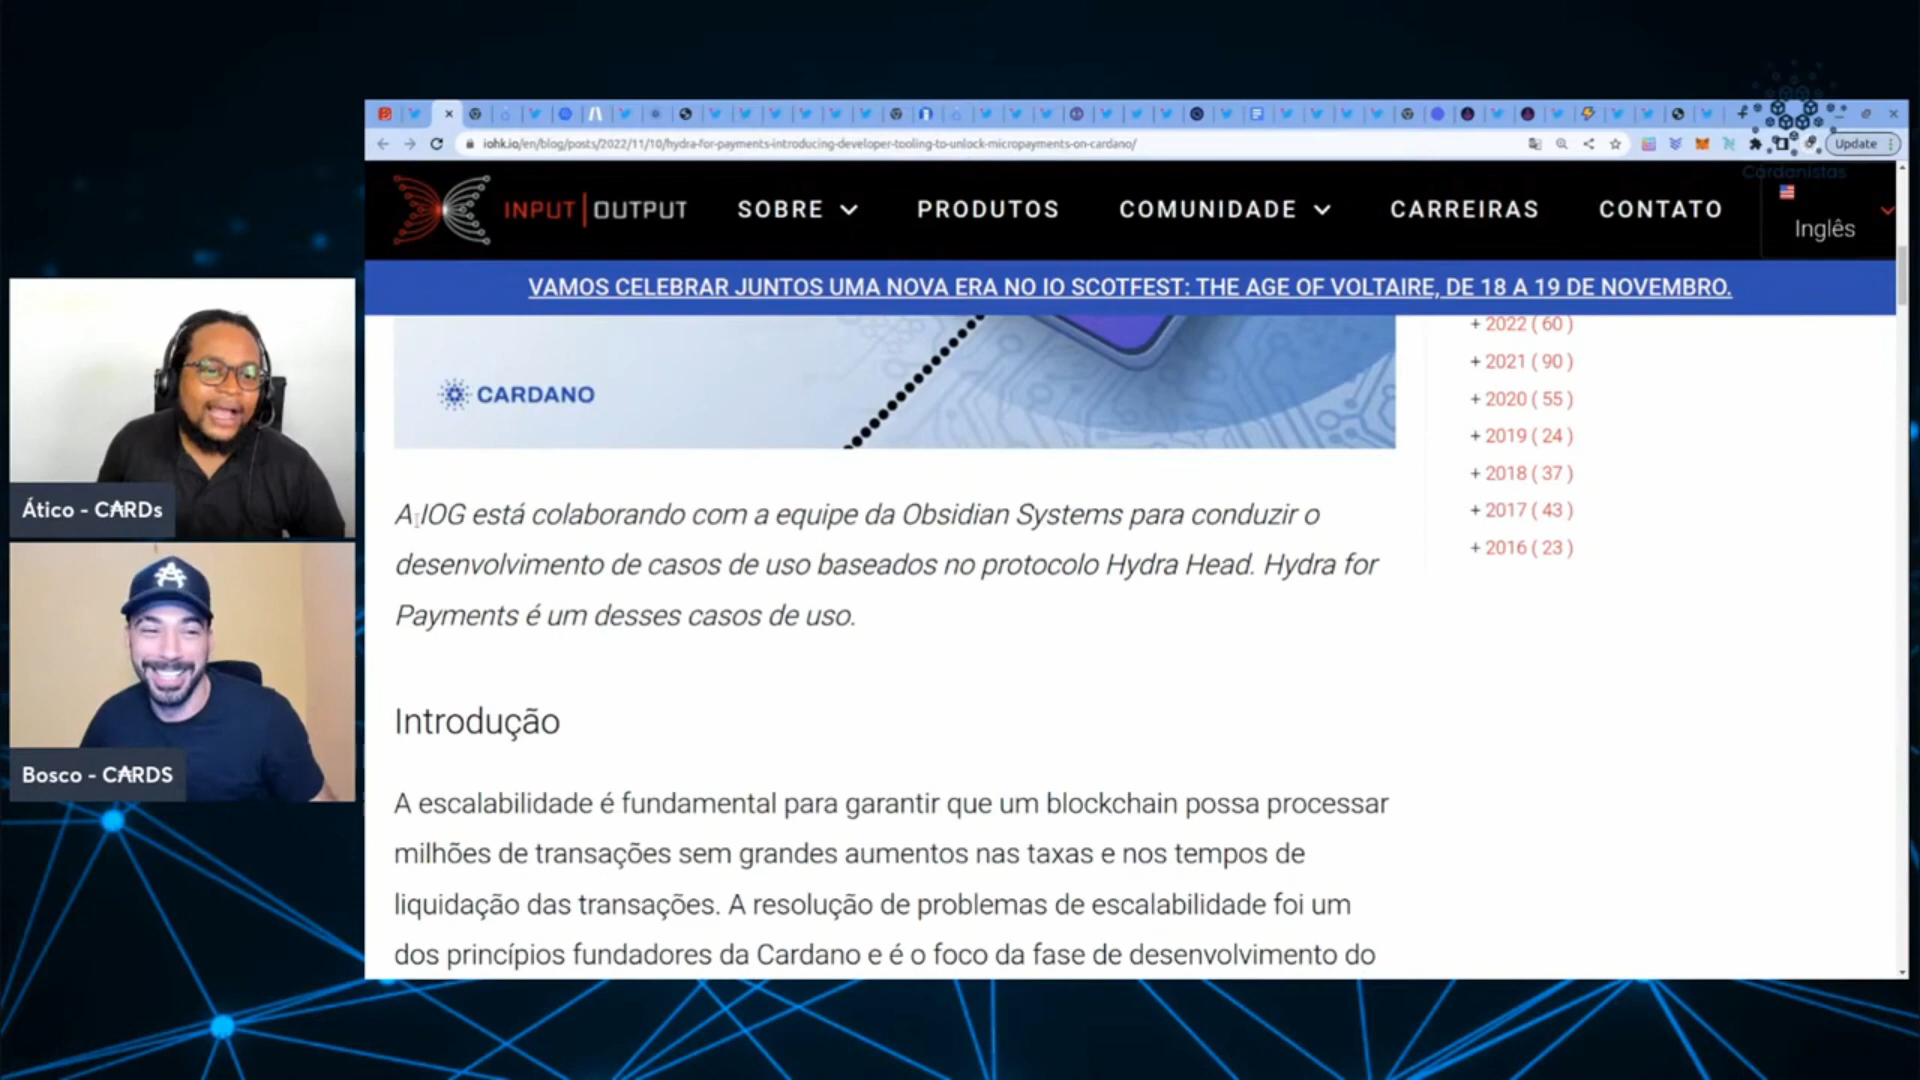 iohk.io/en/blog/posts/2022/11/10/hydra-for-payments-introducing-developer-tooling-to-unlock-micropayments-on-cardano/
Update
Cardanistas
INPUT | OUTPUT
SOBRE
PRODUTOS
COMUNIDADE
CARREIRAS
CONTATO
Inglês
VAMOS CELEBRAR JUNTOS UMA NOVA ERA NO IO SCOTFEST: THE AGE OF VOLTAIRE, DE 18 A 19 DE NOVEMBRO.
CARDANO
+ 2022 ( 60 )
+ 2021 ( 90 )
+ 2020 ( 55 )
+ 2019 ( 24 )
+ 2018 ( 37 )
+ 2017 ( 43 )
+ 2016 ( 23 )
A IOG está colaborando com a equipe da Obsidian Systems para conduzir o
desenvolvimento de casos de uso baseados no protocolo Hydra Head. Hydra for
Payments é um desses casos de uso.
Introdução
A escalabilidade é fundamental para garantir que um blockchain possa processar
milhões de transações sem grandes aumentos nas taxas e nos tempos de
liquidação das transações. A resolução de problemas de escalabilidade foi um
dos princípios fundadores da Cardano e é o foco da fase de desenvolvimento do
Ático - C₳RDs
Bosco - C₳RDS